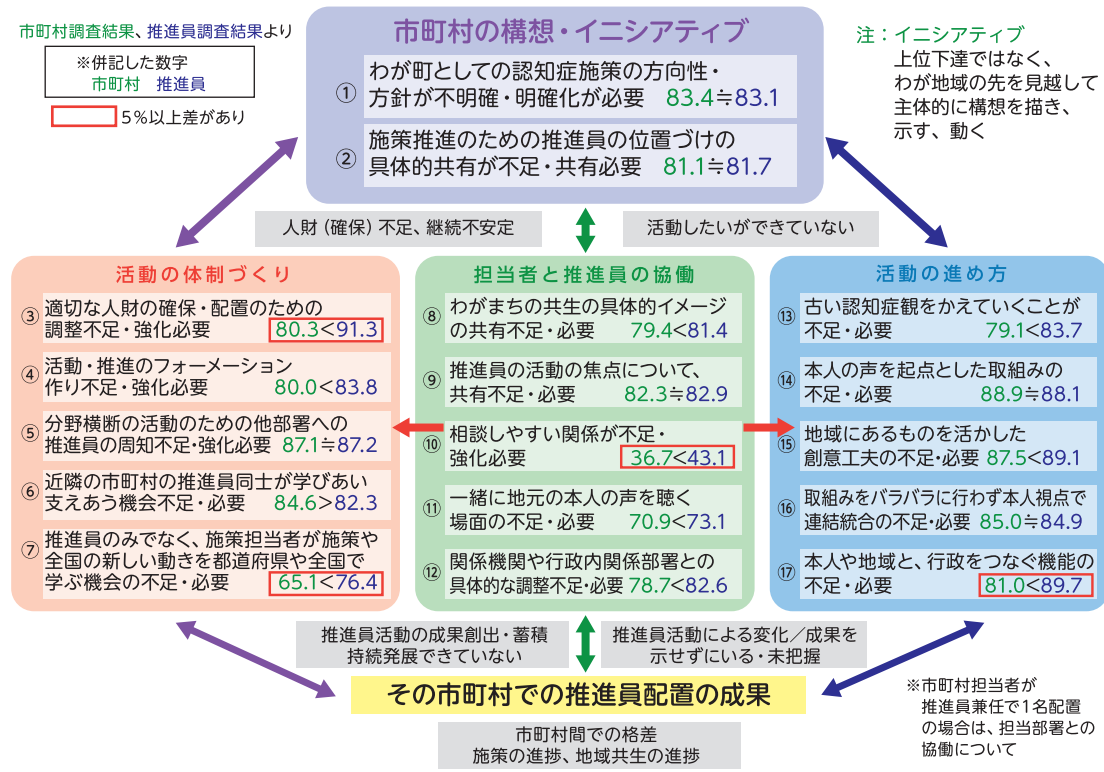 市町村調査結果、推進員調査結果より
※併記した数字
市町村 推進員
5%以上差があり
市町村の構想・イニシアティブ
① わが町としての認知症施策の方向性・
方針が不明確・明確化が必要 83.4≒83.1
② 施策推進のための推進員の位置づけの
具体的共有が不足・共有必要 81.1≒81.7
注：イニシアティブ
上位下達ではなく、
わが地域の先を見越して
主体的に構想を描き、
示す、動く
人財（確保）不足、継続不安定
活動したいができていない
活動の体制づくり
③ 適切な人財の確保・配置のための
調整不足・強化必要 80.3<91.3
④ 活動・推進のフォーメーション
作り不足・強化必要 80.0<83.8
⑤ 分野横断の活動のための他部署への
推進員の周知不足・強化必要 87.1≒87.2
⑥ 近隣の市町村の推進員同士が学びあい
支えあう機会不足・必要 84.6>82.3
⑦ 推進員のみでなく、施策担当者が施策や
全国の新しい動きを都道府県や全国で
学ぶ機会の不足・必要 65.1<76.4
担当者と推進員の協働
⑧ わがまちの共生の具体的イメージ
の共有不足・必要 79.4<81.4
⑨ 推進員の活動の焦点について、
共有不足・必要 82.3≒82.9
⑩ 相談しやすい関係が不足・
強化必要 36.7<43.1
⑪ 一緒に地元の本人の声を聴く
場面の不足・必要 70.9<73.1
⑫ 関係機関や行政内関係部署との
具体的な調整不足・必要 78.7<82.6
活動の進め方
⑬ 古い認知症観をかえていくことが
不足・必要 79.1<83.7
⑭ 本人の声を起点とした取組みの
不足・必要 88.9≒88.1
⑮ 地域にあるものを活かした
創意工夫の不足・必要 87.5<89.1
⑯ 取組みをバラバラに行わず本人視点で
連結統合の不足・必要 85.0≒84.9
⑰ 本人や地域と、行政をつなぐ機能の
不足・必要 81.0<89.7
推進員活動の成果創出・蓄積
持続発展できていない
推進員活動による変化／成果を
示せずにいる・未把握
その市町村での推進員配置の成果
市町村間での格差
施策の進捗、地域共生の進捗
※市町村担当者が
推進員兼任で1名配置
の場合は、担当部署との
協働について